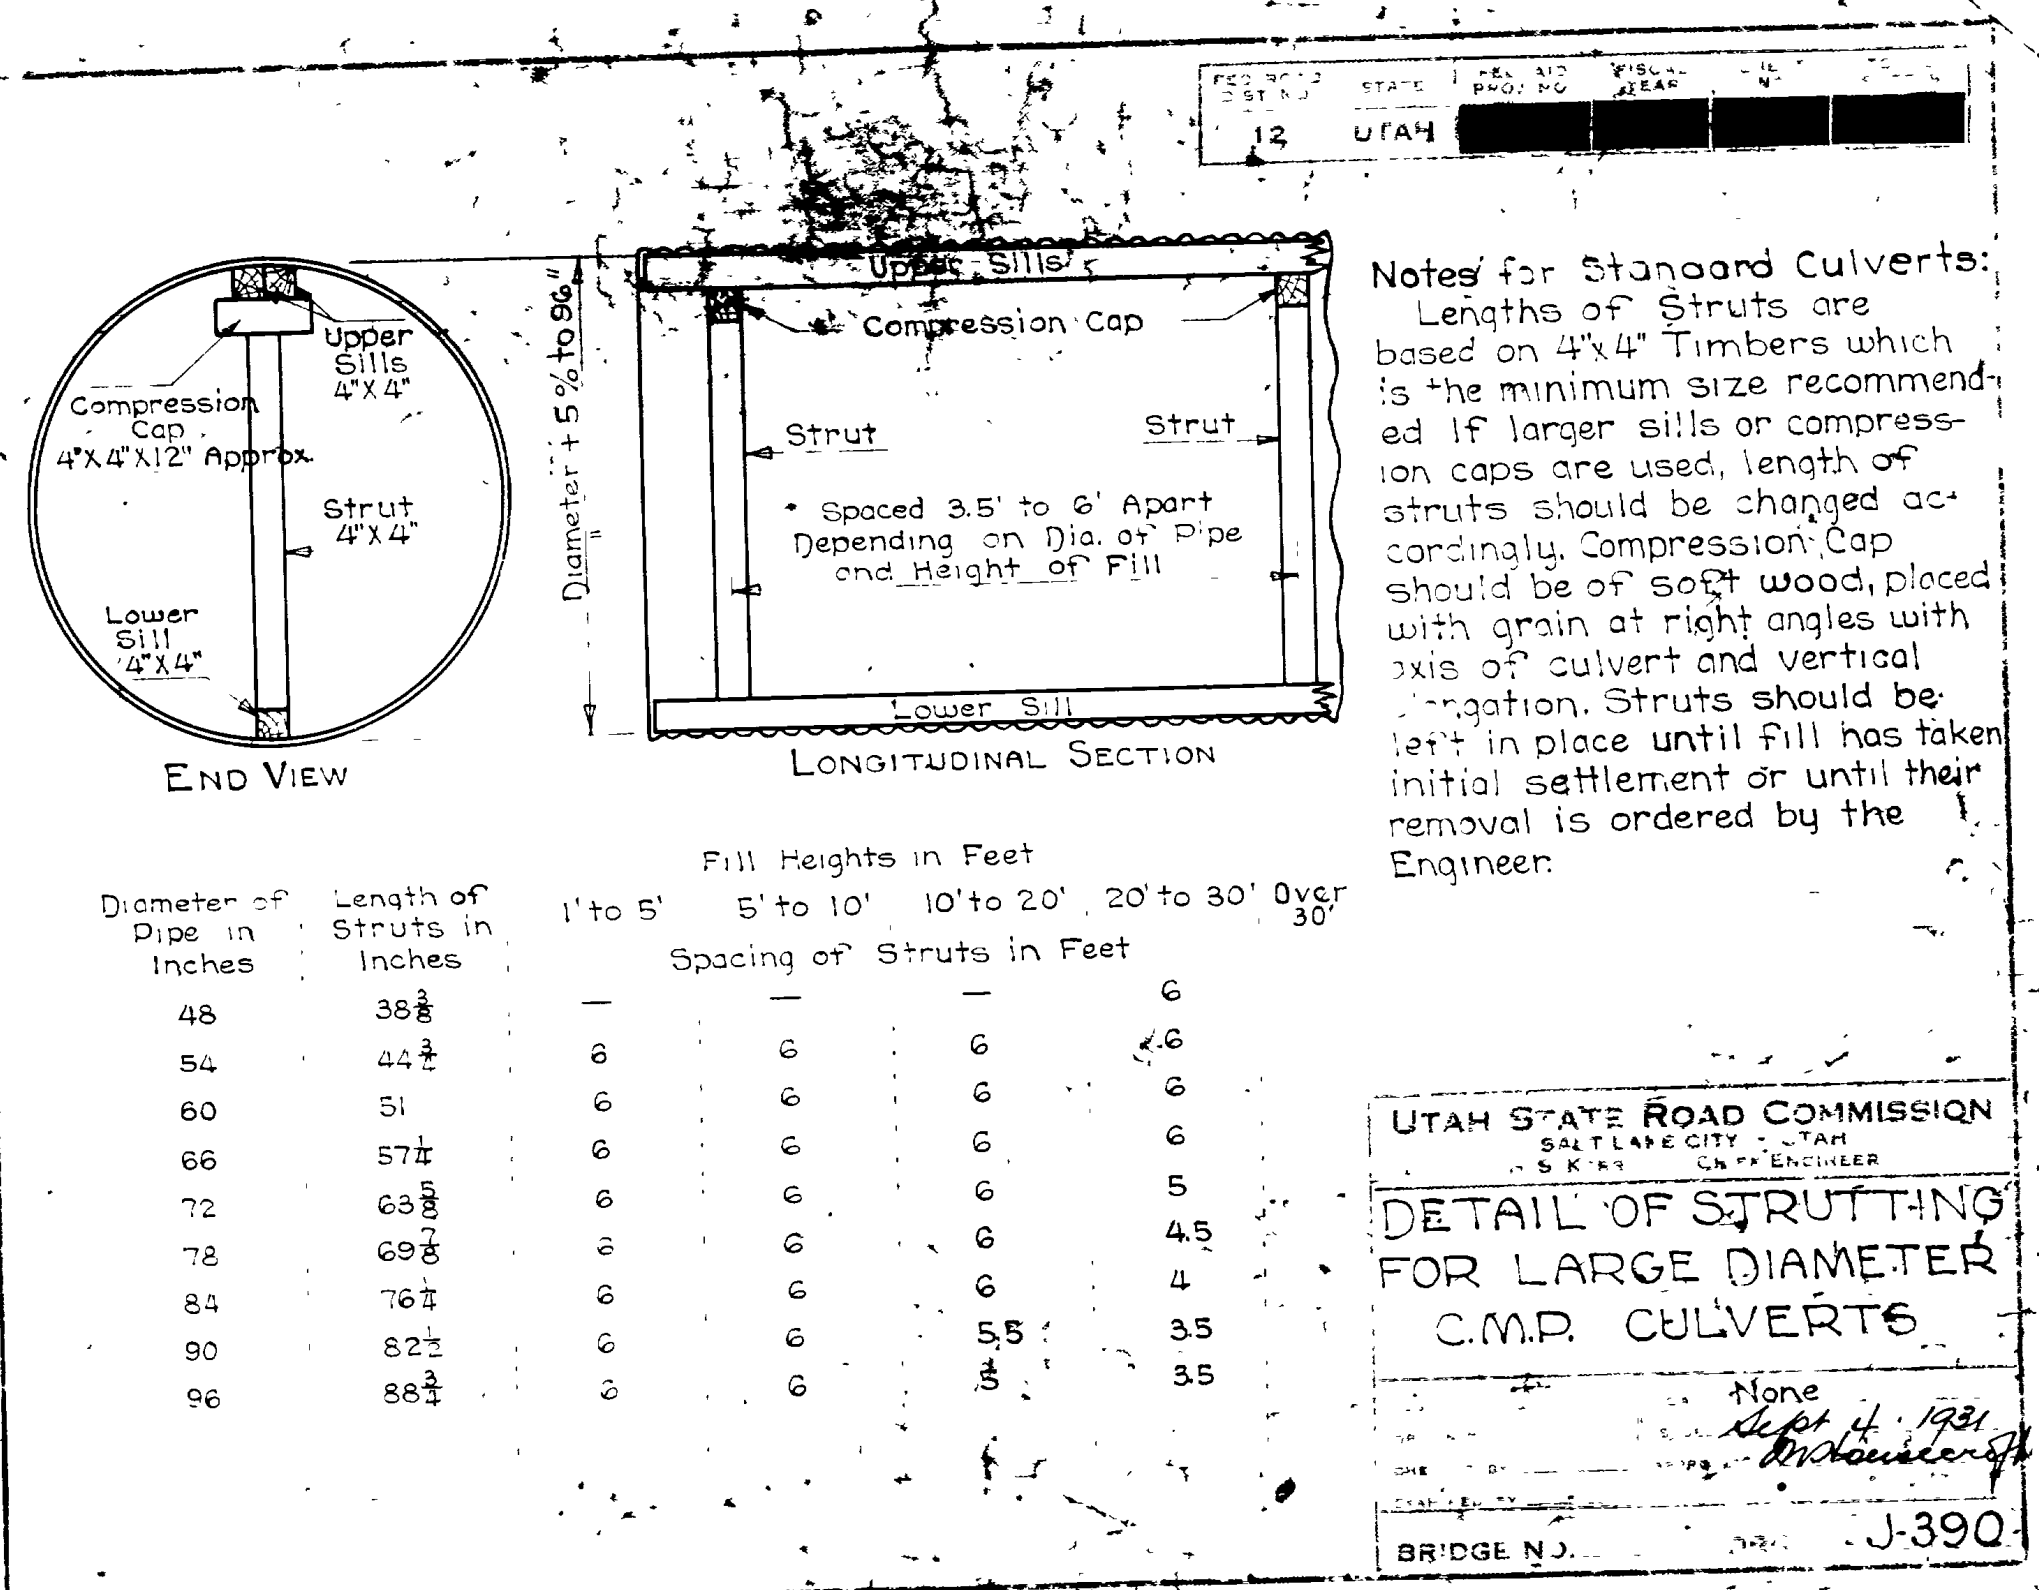 12 UTAH
STATE
YEAR
Upper Sills
Compression Cap
Upper
Sills
4"X4"
Compression
Cap
4"X4"X12" Approx.
Strut
4"X4"
Lower
Sill
4"X4"
Diameter + 5% to 96"
Strut
Strut
Spaced 3.5' to 6' Apart
Depending on Dia. of Pipe
and Height of Fill
Lower Sill
END VIEW
LONGITUDINAL SECTION
Notes for Standard Culverts:
Lengths of Struts are
based on 4"x4" Timbers which
is the minimum size recommend-
ed If larger sills or compress-
ion caps are used, length of
struts should be changed ac-
cordingly. Compression Cap
should be of soft wood, placed
with grain at right angles with
axis of culvert and vertical
Struts should be
left in place until fill has taken
initial settlement or until their
removal is ordered by the
Engineer.
Fill Heights in Feet
Diameter of Pipe in Inches
Length of Struts in Inches
1' to 5' 5' to 10' 10' to 20' 20' to 30' Over 30'
Spacing of Struts in Feet
48 38 3/8 — — — 6
54 44 3/4 6 6 6 6
60 51 6 6 6 6
66 57 1/4 6 6 6 6
72 63 5/8 6 6 6 5
78 69 7/8 6 6 6 4.5
84 76 1/4 6 6 6 4
90 82 1/2 6 6 5.5 3.5
96 88 3/4 6 6 5 3.5
UTAH STATE ROAD COMMISSION
SALT LAKE CITY - UTAH
CHIEF ENGINEER
DETAIL OF STRUTTING
FOR LARGE DIAMETER
C.M.P. CULVERTS
None
Sept 4 1931
BRIDGE NO.
J-390